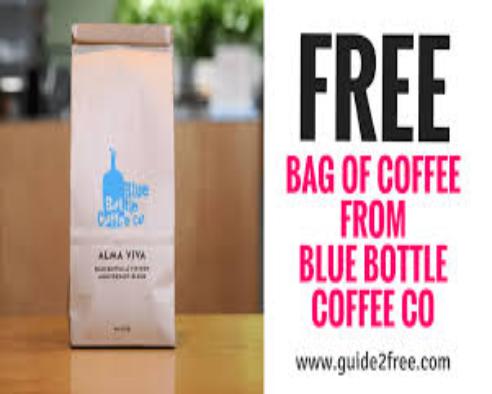 Blue
Bottle
Coffee Co
ALMA VIVA
FREE
BAG OF COFFEE
FROM
BLUE BOTTLE
COFFEE CO
www.guide2free.com